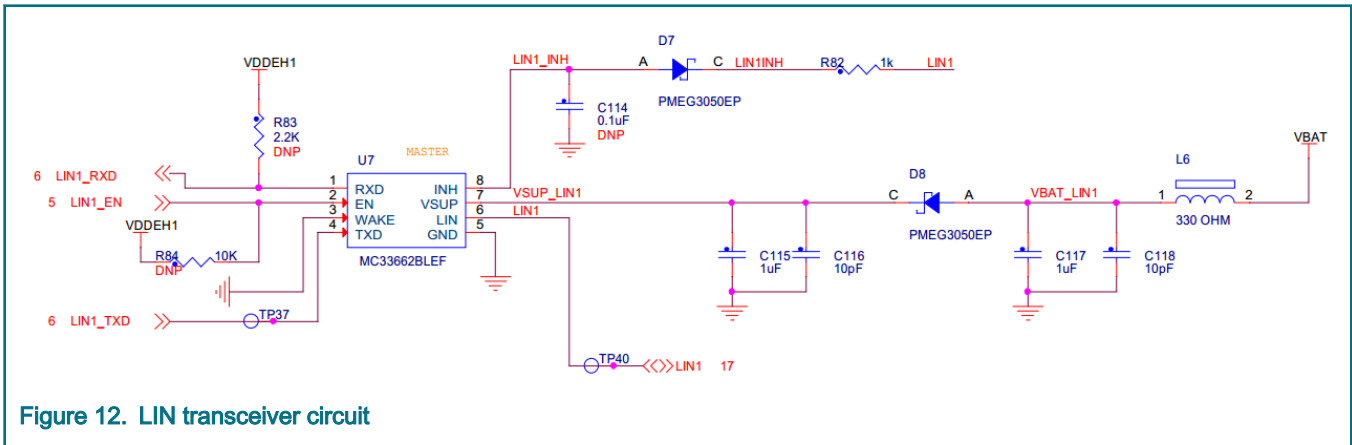 D7
VDDEH1
LIN1_INH
A
C
LIN1INH
R82
1k
LIN1
PMEG3050EP
C114
0.1uF
DNP
R83
2.2K
DNP
VBAT
MASTER
U7
L6
6 LIN1_RXD
1
RXD
INH
8
VSUP_LIN1
D8
5 LIN1_EN
2
EN
VSUP
7
C
A
VBAT_LIN1
1
2
3
WAKE
LIN
6
LIN1
VDDEH1
4
TXD
GND
5
PMEG3050EP
330 OHM
R84
10K
DNP
MC33662BLEF
C115
1uF
C116
10pF
C117
1uF
C118
10pF
6 LIN1_TXD
TP37
TP40
LIN1 17
Figure 12. LIN transceiver circuit